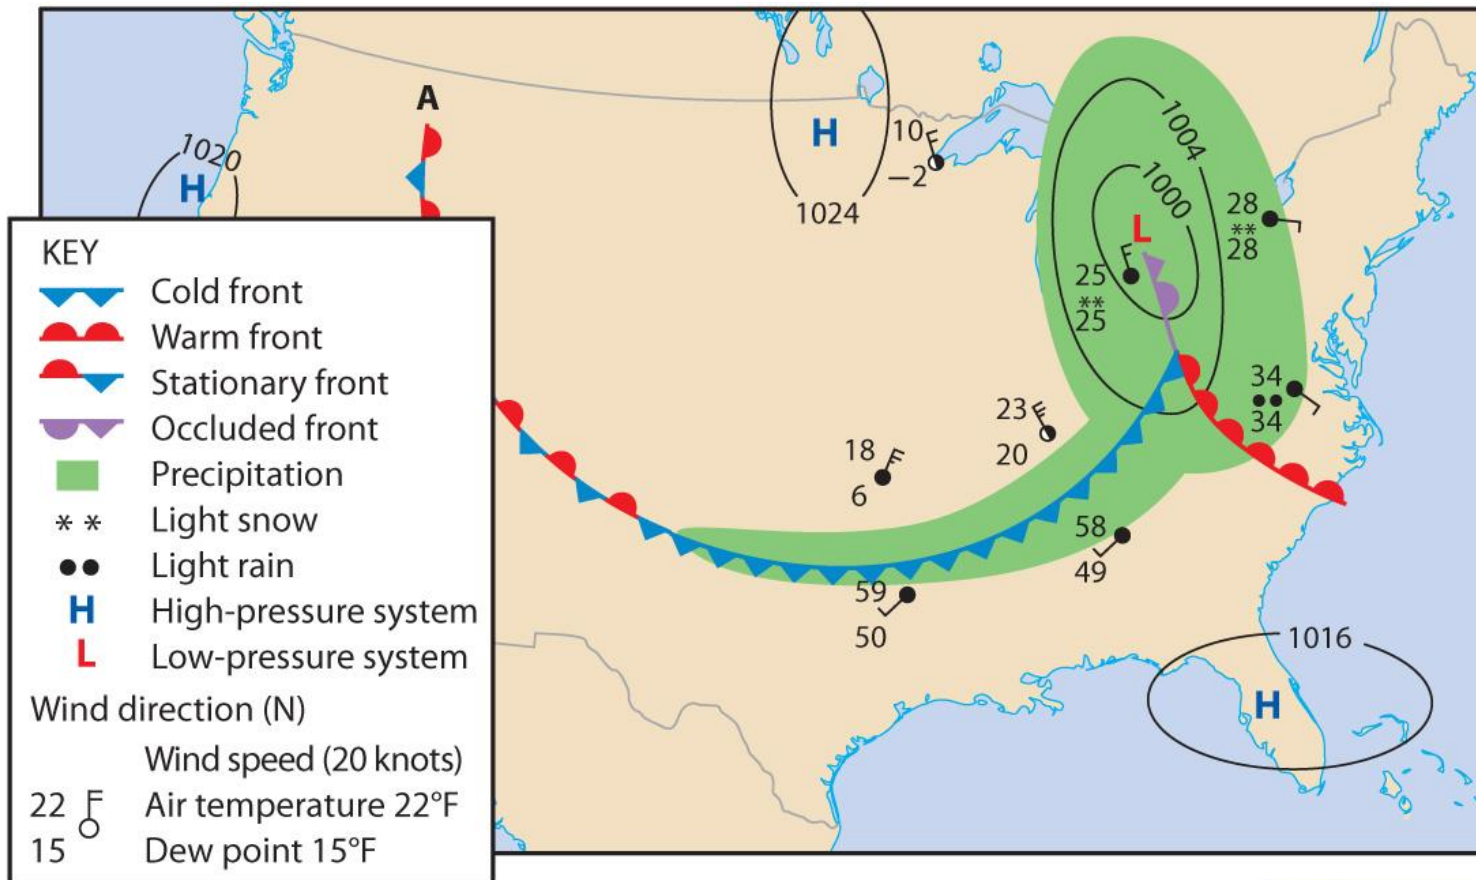 A
1020
H
H
1024
10
−2
1004
1000
L
28
**
28
25
**
25
34
34
23
20
18
6
58
49
59
50
1016
H
KEY
Cold front
Warm front
Stationary front
Occluded front
Precipitation
* * Light snow
Light rain
H High-pressure system
L Low-pressure system
Wind direction (N)
Wind speed (20 knots)
22 Air temperature 22°F
15 Dew point 15°F